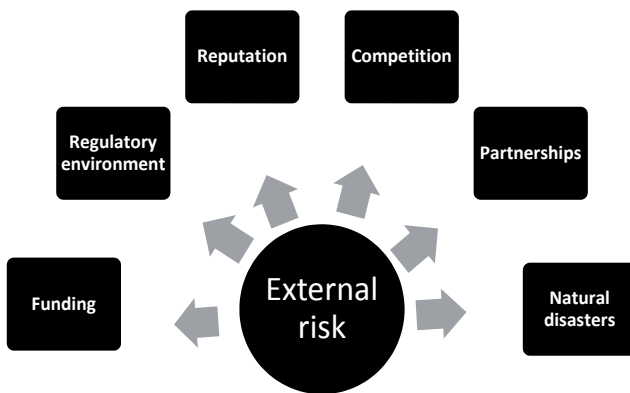 Reputation
Competition
Regulatory
environment
Partnerships
Funding
External
risk
Natural
disasters